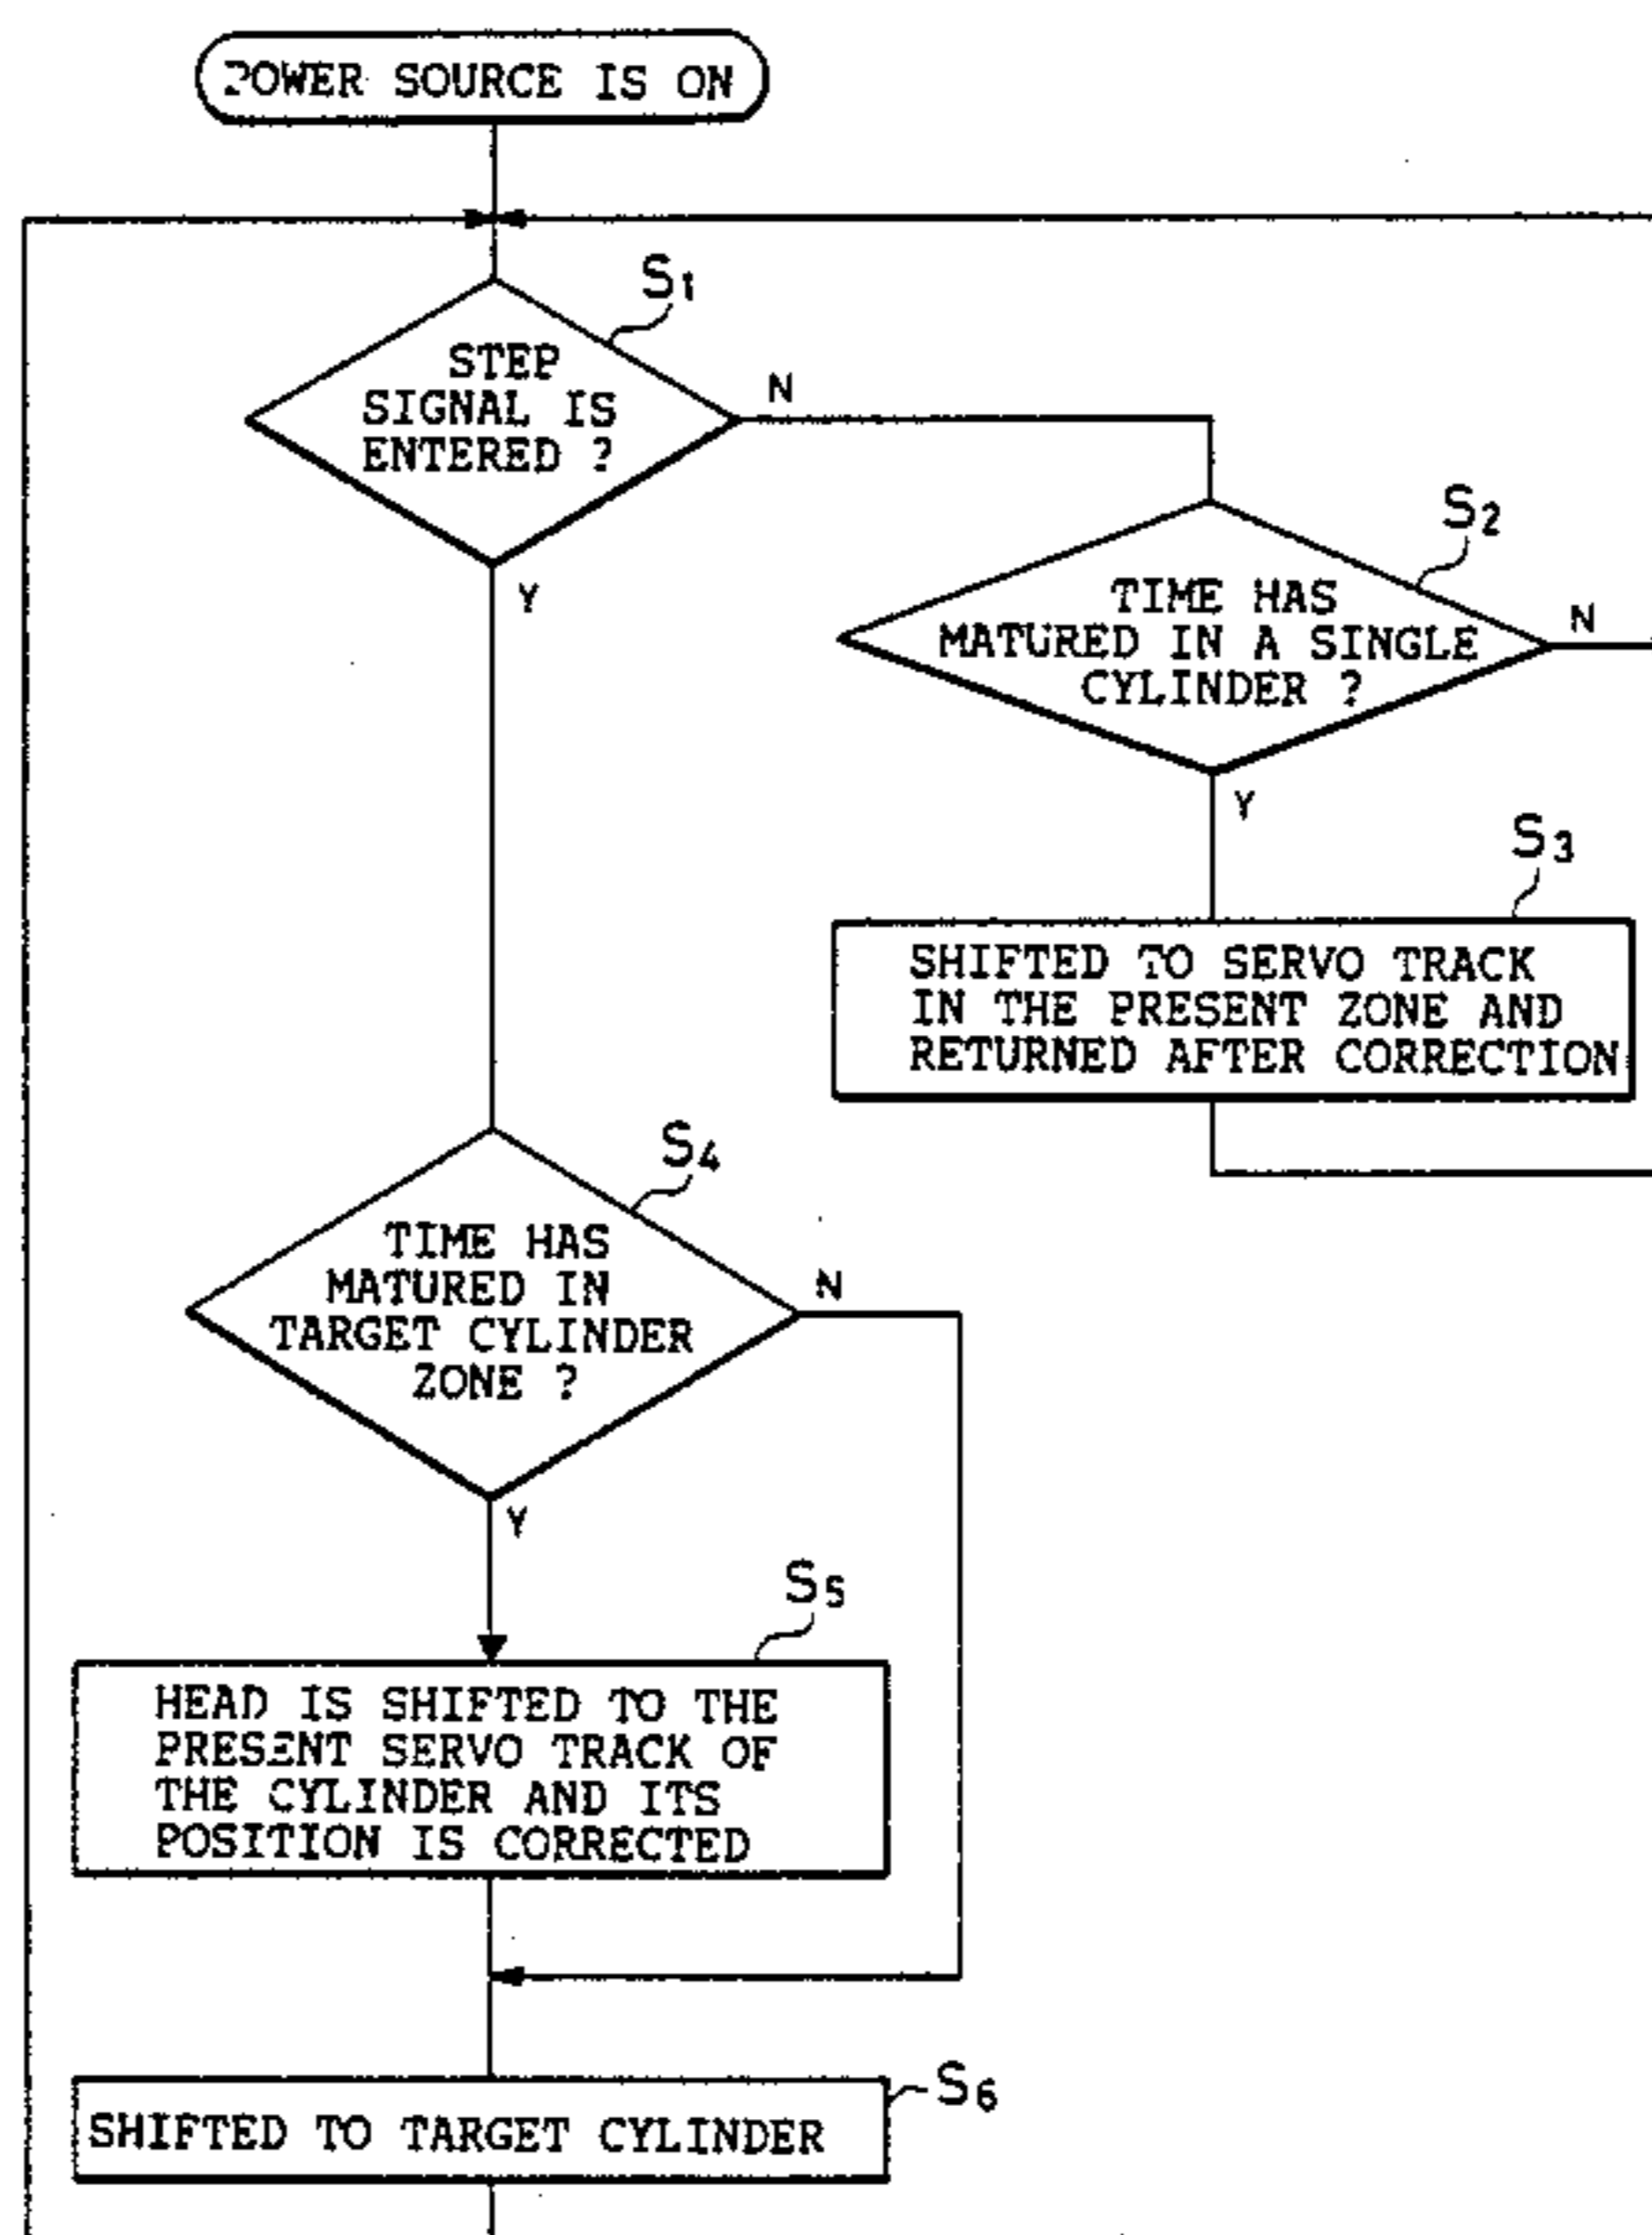 POWER SOURCE IS ON
S1
STEP
SIGNAL IS
ENTERED ?
N
Y
S2
TIME HAS
MATURED IN A SINGLE
CYLINDER ?
N
Y
S3
SHIFTED TO SERVO TRACK
IN THE PRESENT ZONE AND
RETURNED AFTER CORRECTION
S4
TIME HAS
MATURED IN
TARGET CYLINDER
ZONE ?
N
Y
S5
HEAD IS SHIFTED TO THE
PRESENT SERVO TRACK OF
THE CYLINDER AND ITS
POSITION IS CORRECTED
S6
SHIFTED TO TARGET CYLINDER